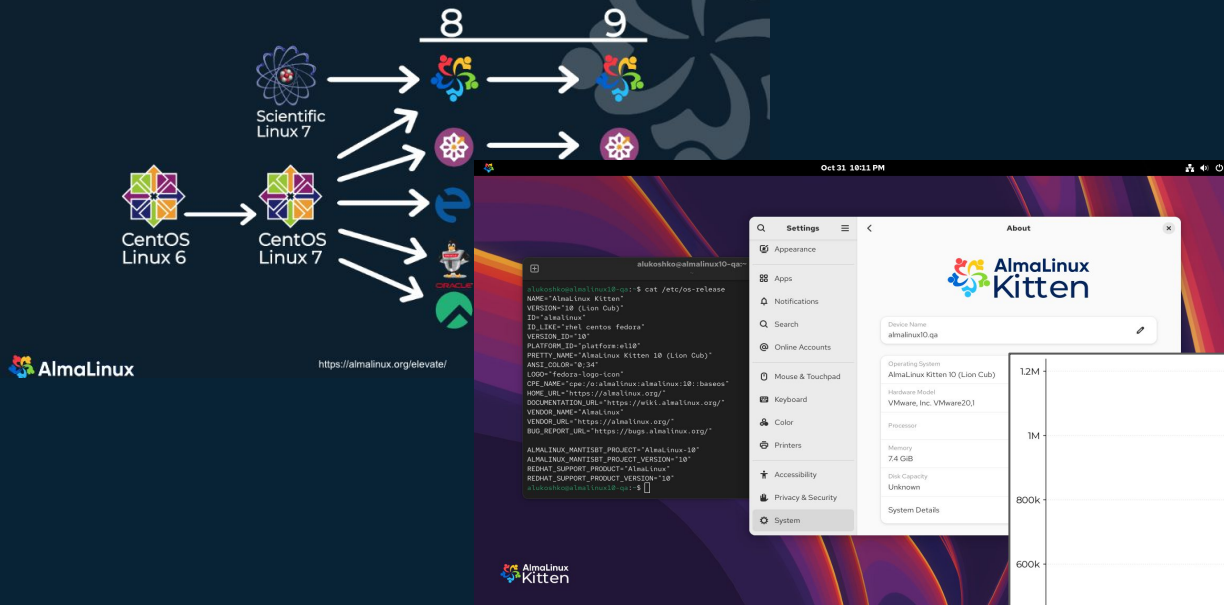 8 9
Scientific
Linux 7
CentOS
Linux 6
CentOS
Linux 7
ORACLE
AlmaLinux
https://almalinux.org/elevate/
Oct 31 10:11 PM
alukoshko@almalinux10-qa:~
alukoshko@almalinux10-qa:~$ cat /etc/os-release
NAME="AlmaLinux Kitten"
VERSION="10 (Lion Cub)"
ID="almalinux"
ID_LIKE="rhel centos fedora"
VERSION_ID="10"
PLATFORM_ID="platform:el10"
PRETTY_NAME="AlmaLinux Kitten 10 (Lion Cub)"
ANSI_COLOR="0;34"
LOGO="fedora-logo-icon"
CPE_NAME="cpe:/o:almalinux:almalinux:10::baseos"
HOME_URL="https://almalinux.org/"
DOCUMENTATION_URL="https://wiki.almalinux.org/"
VENDOR_NAME="AlmaLinux"
VENDOR_URL="https://almalinux.org/"
BUG_REPORT_URL="https://bugs.almalinux.org/"
ALMALINUX_MANTISBT_PROJECT="AlmaLinux-10"
ALMALINUX_MANTISBT_PROJECT_VERSION="10"
REDHAT_SUPPORT_PRODUCT="AlmaLinux"
REDHAT_SUPPORT_PRODUCT_VERSION="10"
alukoshko@almalinux10-qa:~$
Settings
Appearance
Apps
Notifications
Search
Online Accounts
Mouse & Touchpad
Keyboard
Color
Printers
Accessibility
Privacy & Security
System
About
AlmaLinux
Kitten
Device Name
almalinux10.qa
Operating System
AlmaLinux Kitten 10 (Lion Cub)
Hardware Model
VMware, Inc. VMware20,1
Processor
Memory
7.4 GiB
Disk Capacity
Unknown
System Details
AlmaLinux
Kitten
1.2M
1M
800k
600k